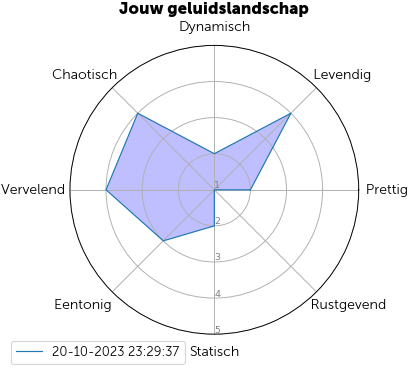 Jouw geluidslandschap
Dynamisch
Chaotisch
Levendig
Vervelend
1
Prettig
2
3
Eentonig
4
Rustgevend
5
20-10-2023 23:29:37
Statisch